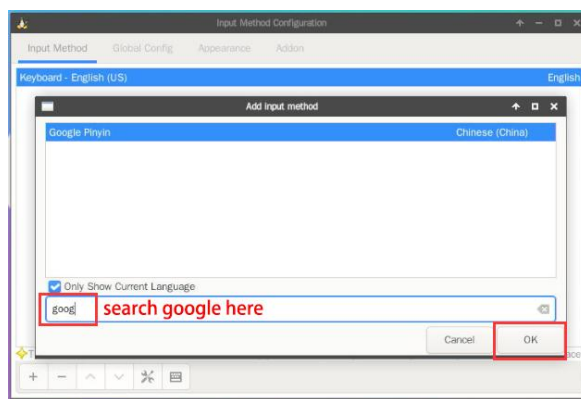 Input Method Configuration
Input Method Global Config Appearance Addon
Keyboard - English (US) English
Add input method
Google Pinyin Chinese (China)
Only Show Current Language
goog search google here
Cancel OK